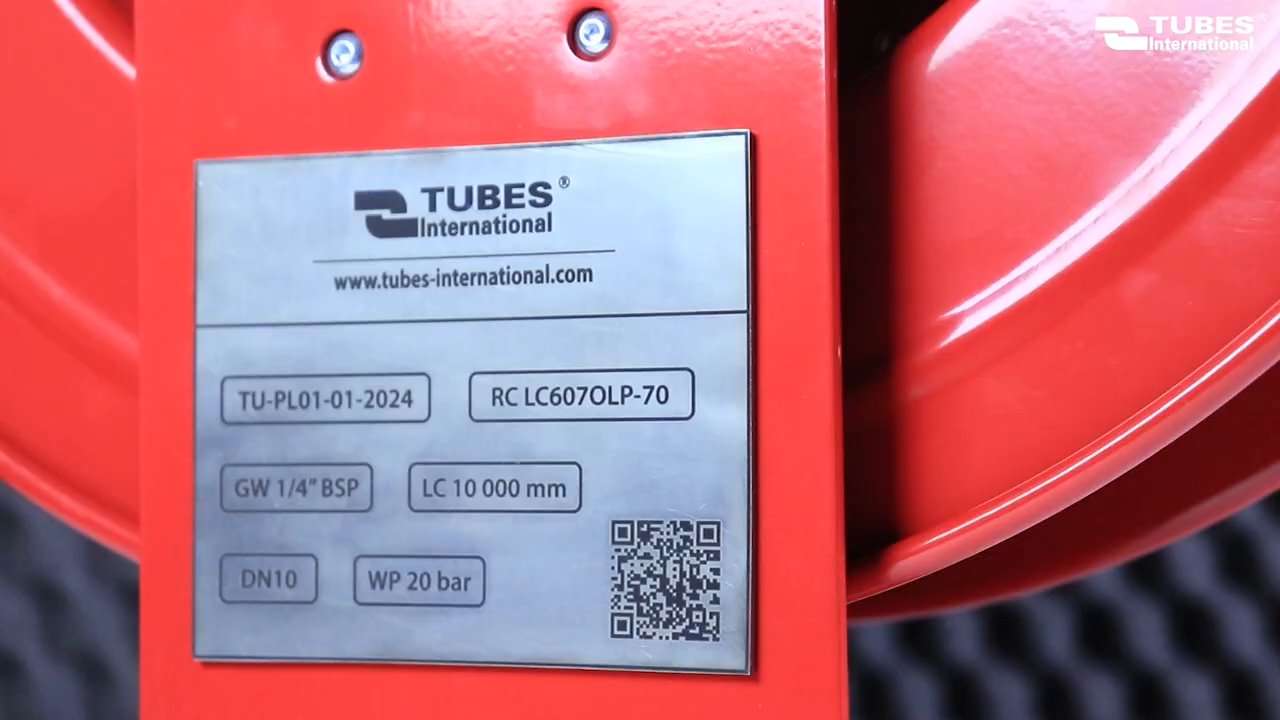 TUBES
International
TUBES®
International
www.tubes-international.com
TU-PL01-01-2024
RC LC607OLP-70
GW 1/4" BSP
LC 10 000 mm
DN10
WP 20 bar